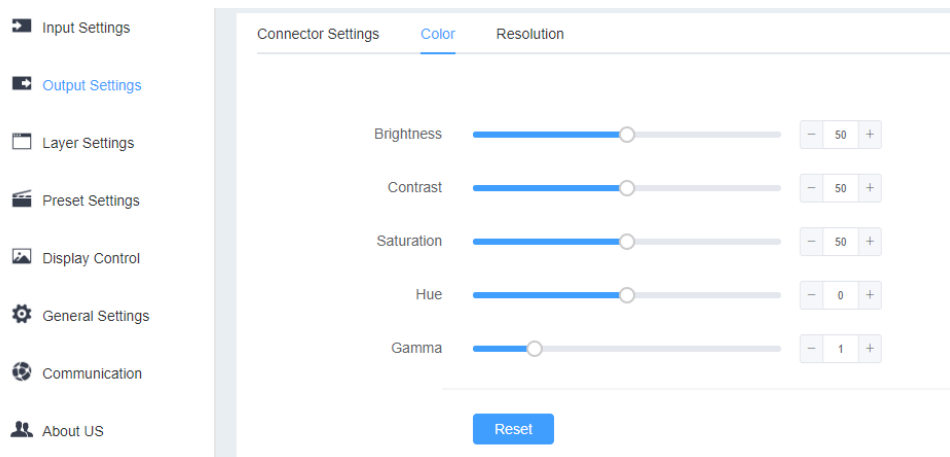 Input Settings
Output Settings
Layer Settings
Preset Settings
Display Control
General Settings
Communication
About US
Connector Settings Color Resolution
Brightness - 50 +
Contrast - 50 +
Saturation - 50 +
Hue - 0 +
Gamma - 1 +
Reset